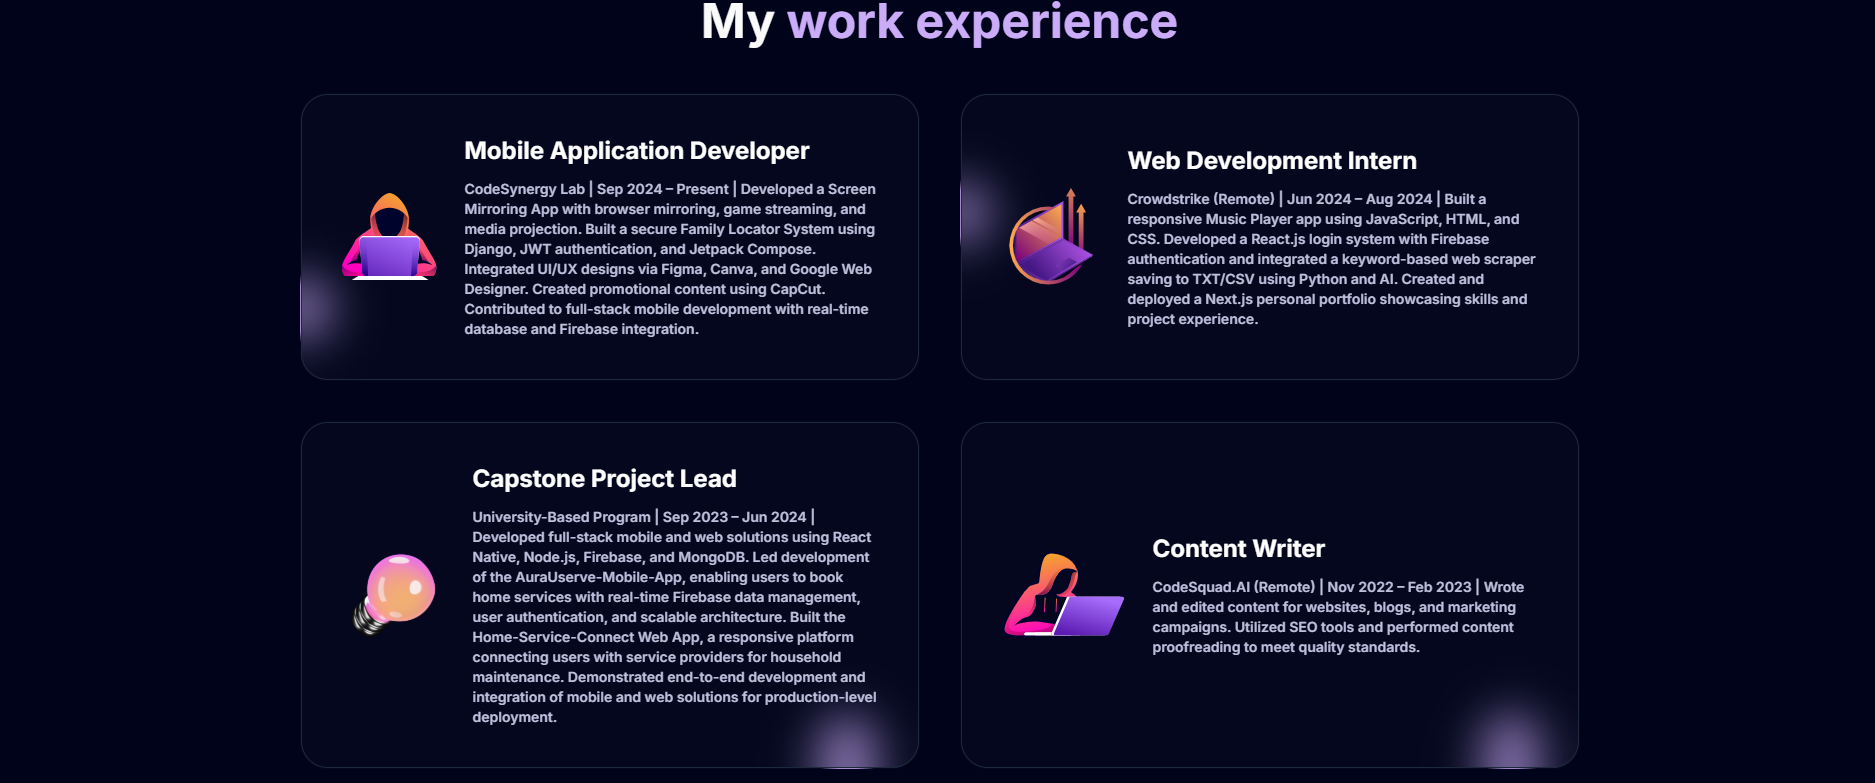 My work experience
Mobile Application Developer
CodeSynergy Lab | Sep 2024 – Present | Developed a Screen
Mirroring App with browser mirroring, game streaming, and
media projection. Built a secure Family Locator System using
Django, JWT authentication, and Jetpack Compose.
Integrated UI/UX designs via Figma, Canva, and Google Web
Designer. Created promotional content using CapCut.
Contributed to full-stack mobile development with real-time
database and Firebase integration.
Web Development Intern
Crowdstrike (Remote) | Jun 2024 – Aug 2024 | Built a
responsive Music Player app using JavaScript, HTML, and
CSS. Developed a React.js login system with Firebase
authentication and integrated a keyword-based web scraper
saving to TXT/CSV using Python and AI. Created and
deployed a Next.js personal portfolio showcasing skills and
project experience.
Capstone Project Lead
University-Based Program | Sep 2023 – Jun 2024 |
Developed full-stack mobile and web solutions using React
Native, Node.js, Firebase, and MongoDB. Led development
of the AuraUserve-Mobile-App, enabling users to book
home services with real-time Firebase data management,
user authentication, and scalable architecture. Built the
Home-Service-Connect Web App, a responsive platform
connecting users with service providers for household
maintenance. Demonstrated end-to-end development and
integration of mobile and web solutions for production-level
deployment.
Content Writer
CodeSquad.AI (Remote) | Nov 2022 – Feb 2023 | Wrote
and edited content for websites, blogs, and marketing
campaigns. Utilized SEO tools and performed content
proofreading to meet quality standards.